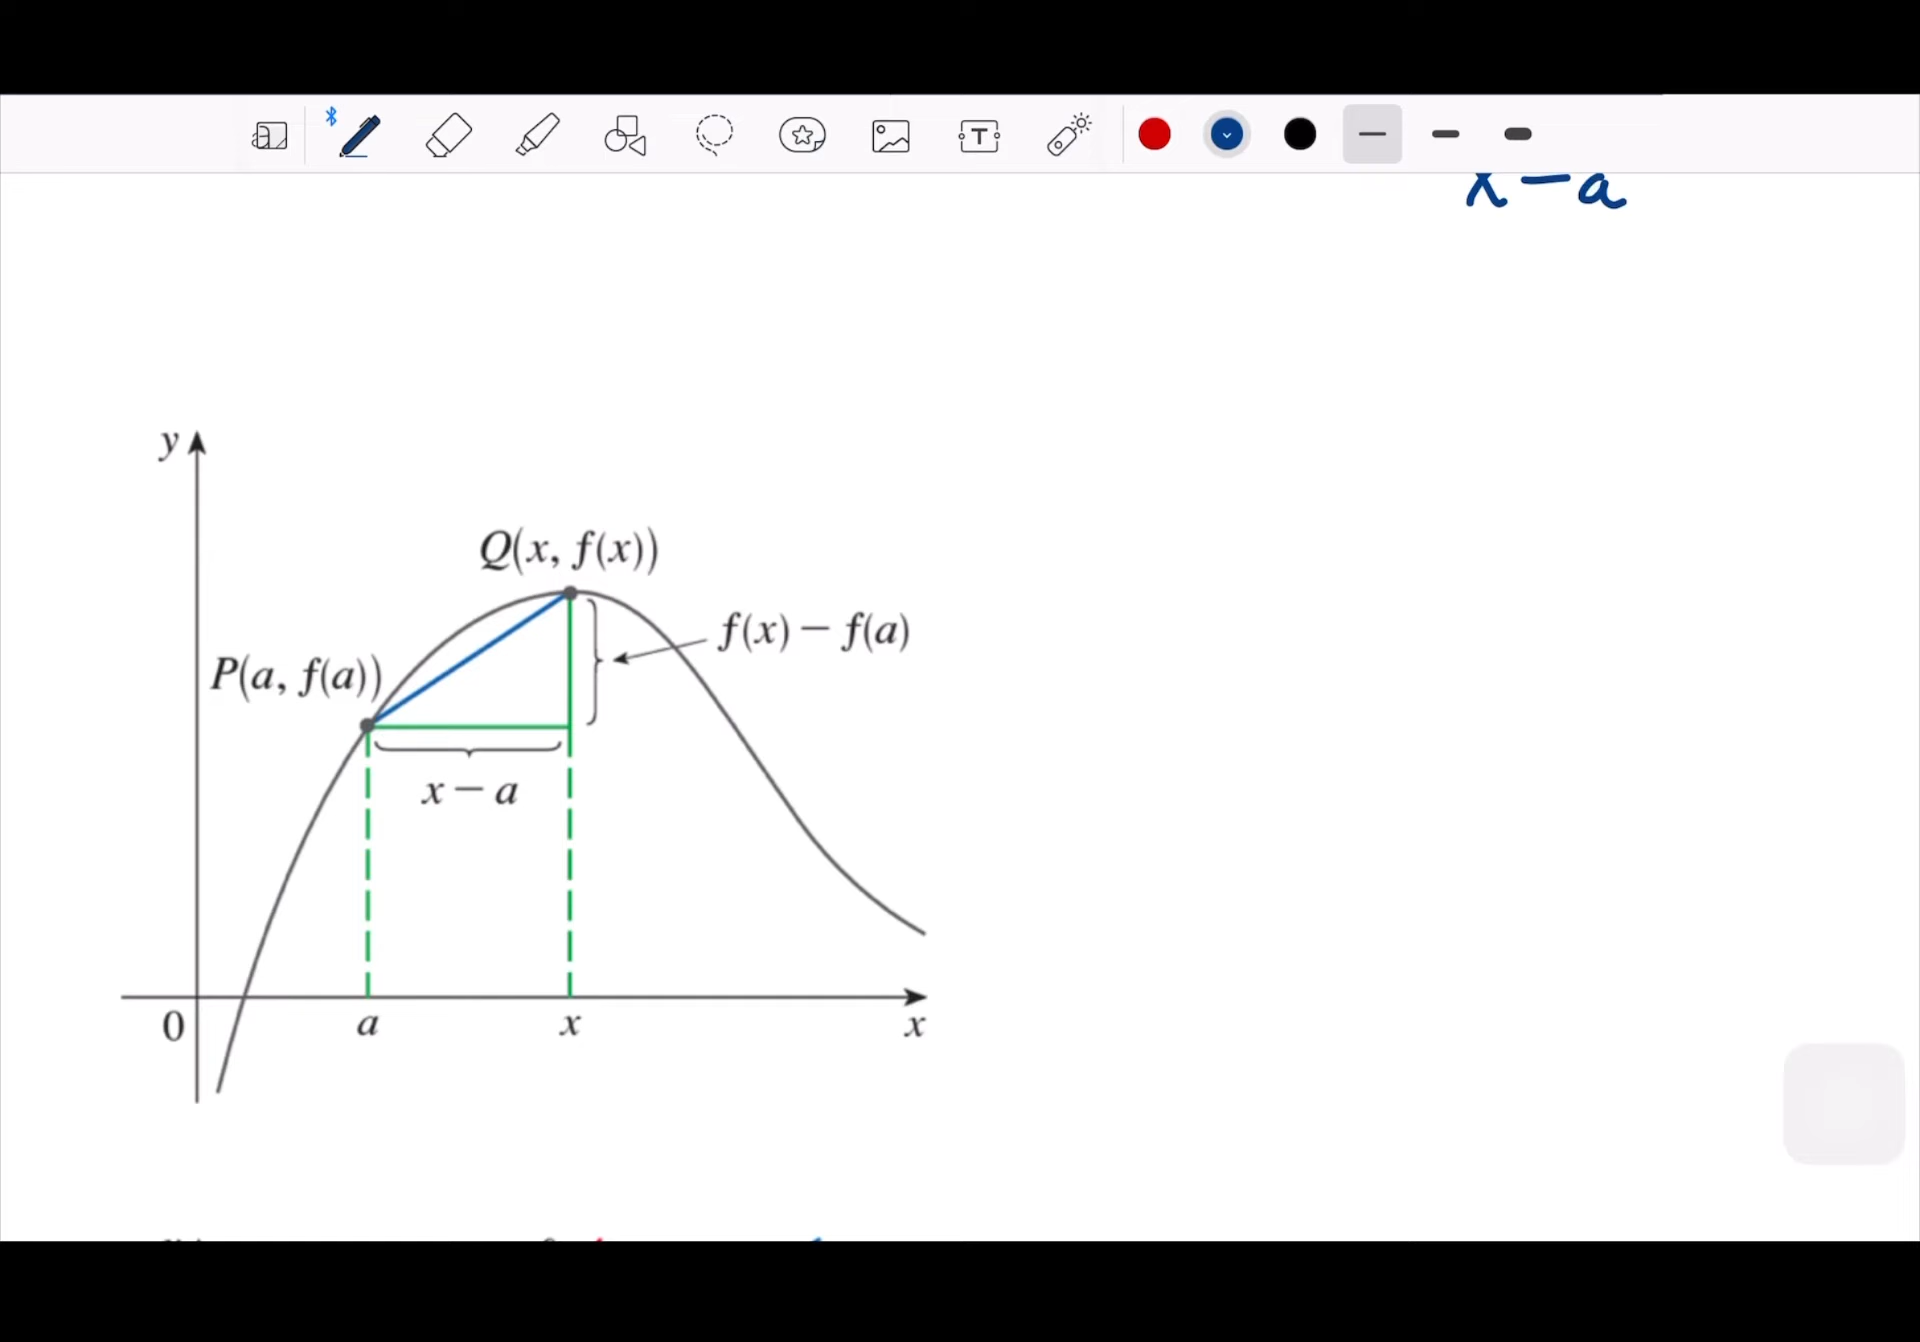 T
x - a
y
Q(x, f(x))
f(x) − f(a)
P(a, f(a))
x − a
0 a x x